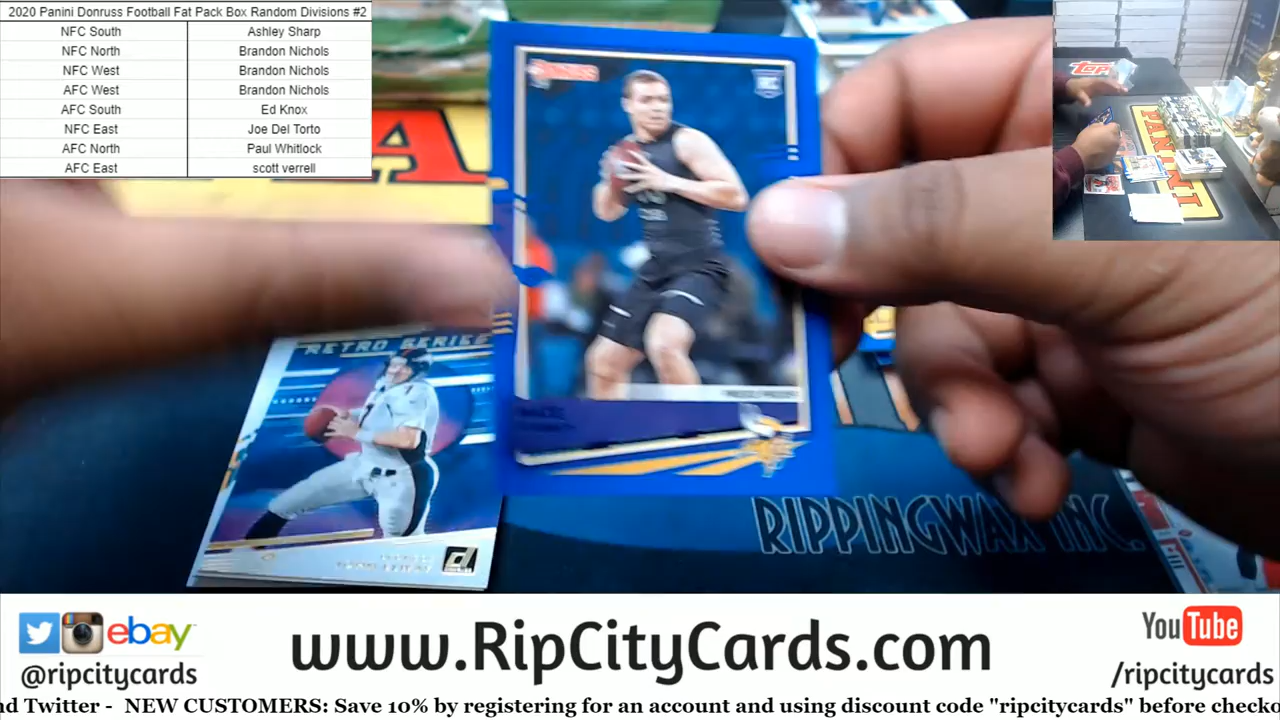 2020 Panini Donruss Football Fat Pack Box Random Divisions #2
NFC South Ashley Sharp
NFC North Brandon Nichols
NFC West Brandon Nichols
AFC West Brandon Nichols
AFC South Ed Knox
NFC East Joe Del Torto
AFC North Paul Whitlock
AFC East scott verrell
RETRO SERIES
PANINI
RIPPINGWAX INC.
ebay
@ripcitycards
www.RipCityCards.com
YouTube
/ripcitycards
nd Twitter - NEW CUSTOMERS: Save 10% by registering for an account and using discount code "ripcitycards" before checko